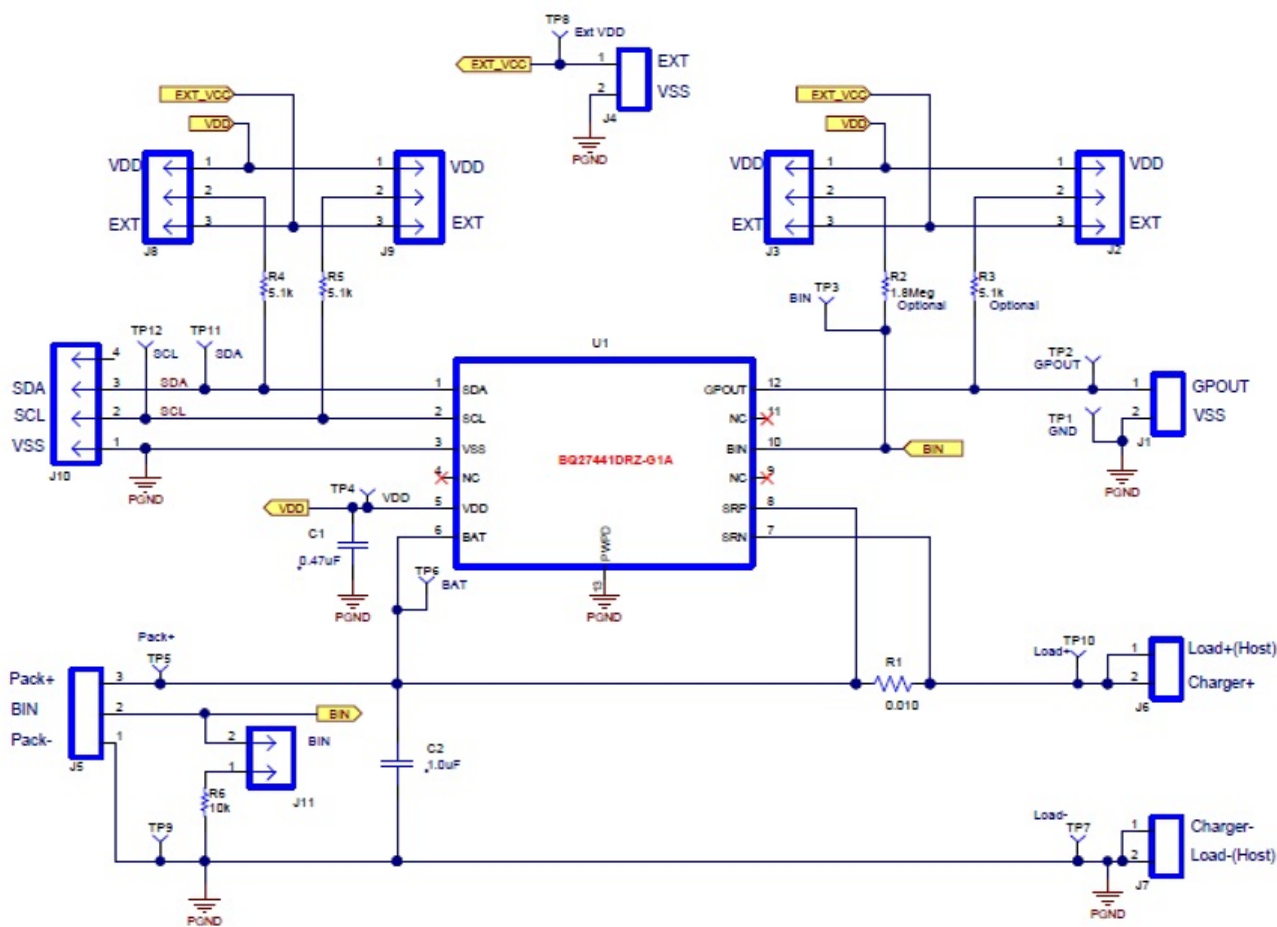 TP8
Ext VDD
EXT_VCC
1
EXT
2
VSS
J4
PGND
EXT_VCC
VDD
VDD
1
1
VDD
2
2
EXT
3
3
EXT
J8
J9
R4
5.1k
R5
5.1k
EXT_VCC
VDD
VDD
1
1
VDD
2
2
EXT
3
3
EXT
J3
J2
R2
1.8Meg
Optional
R3
5.1k
Optional
TP3
BIN
TP12
SCL
TP11
SDA
4
SDA
3
SDA
SCL
2
SCL
VSS
1
J10
PGND
U1
1
SDA
2
SCL
3
VSS
4
NC
5
VDD
6
BAT
BQ27441DRZ-G1A
GPOUT
12
NC
11
BIN
10
NC
9
SRP
8
SRN
7
PWPD
13
PGND
BIN
TP2
GPOUT
TP1
GND
1
GPOUT
2
VSS
J1
PGND
VDD
TP4
VDD
C1
0.47uF
PGND
TP6
BAT
Pack+
TP5
Pack+
3
BIN
2
Pack-
1
J5
BIN
2
BIN
1
J11
R6
10k
TP9
PGND
C2
1.0uF
R1
0.010
TP10
Load+
1
Load+(Host)
2
Charger+
J6
Load-
TP7
1
Charger-
2
Load-(Host)
J7
PGND